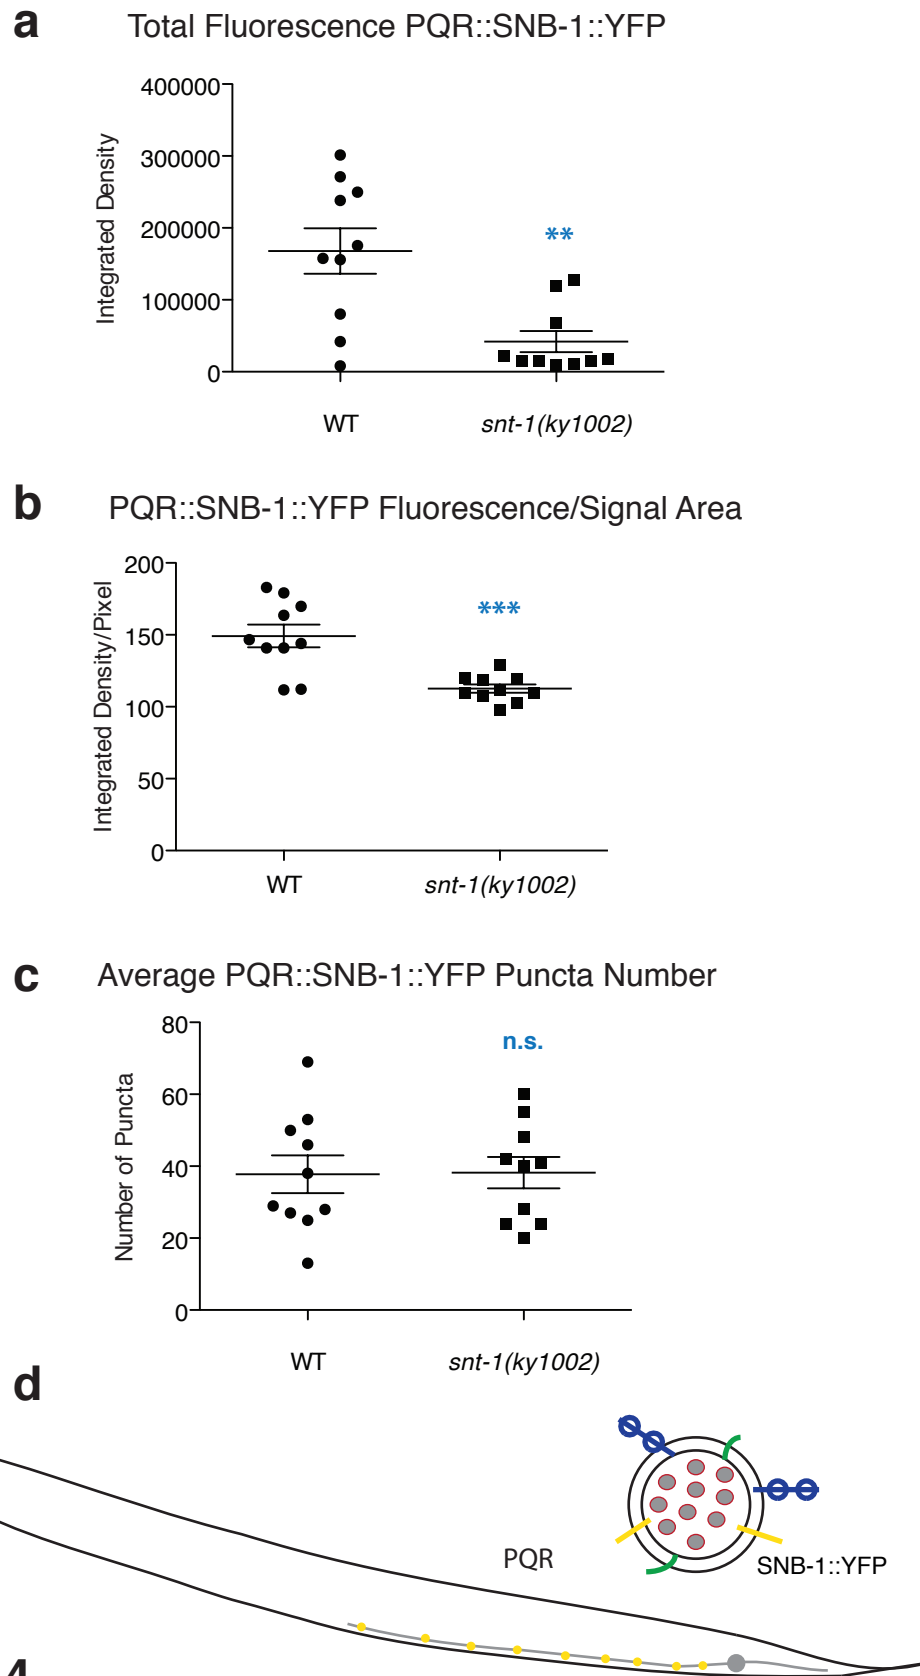 a
Total Fluorescence PQR::SNB-1::YFP
400000
300000
200000
100000
0
Integrated Density
**
WT
snt-1(ky1002)
b
PQR::SNB-1::YFP Fluorescence/Signal Area
200
150
100
50
0
Integrated Density/Pixel
***
WT
snt-1(ky1002)
c
Average PQR::SNB-1::YFP Puncta Number
80
60
40
20
0
Number of Puncta
n.s.
WT
snt-1(ky1002)
d
PQR
SNB-1::YFP
4